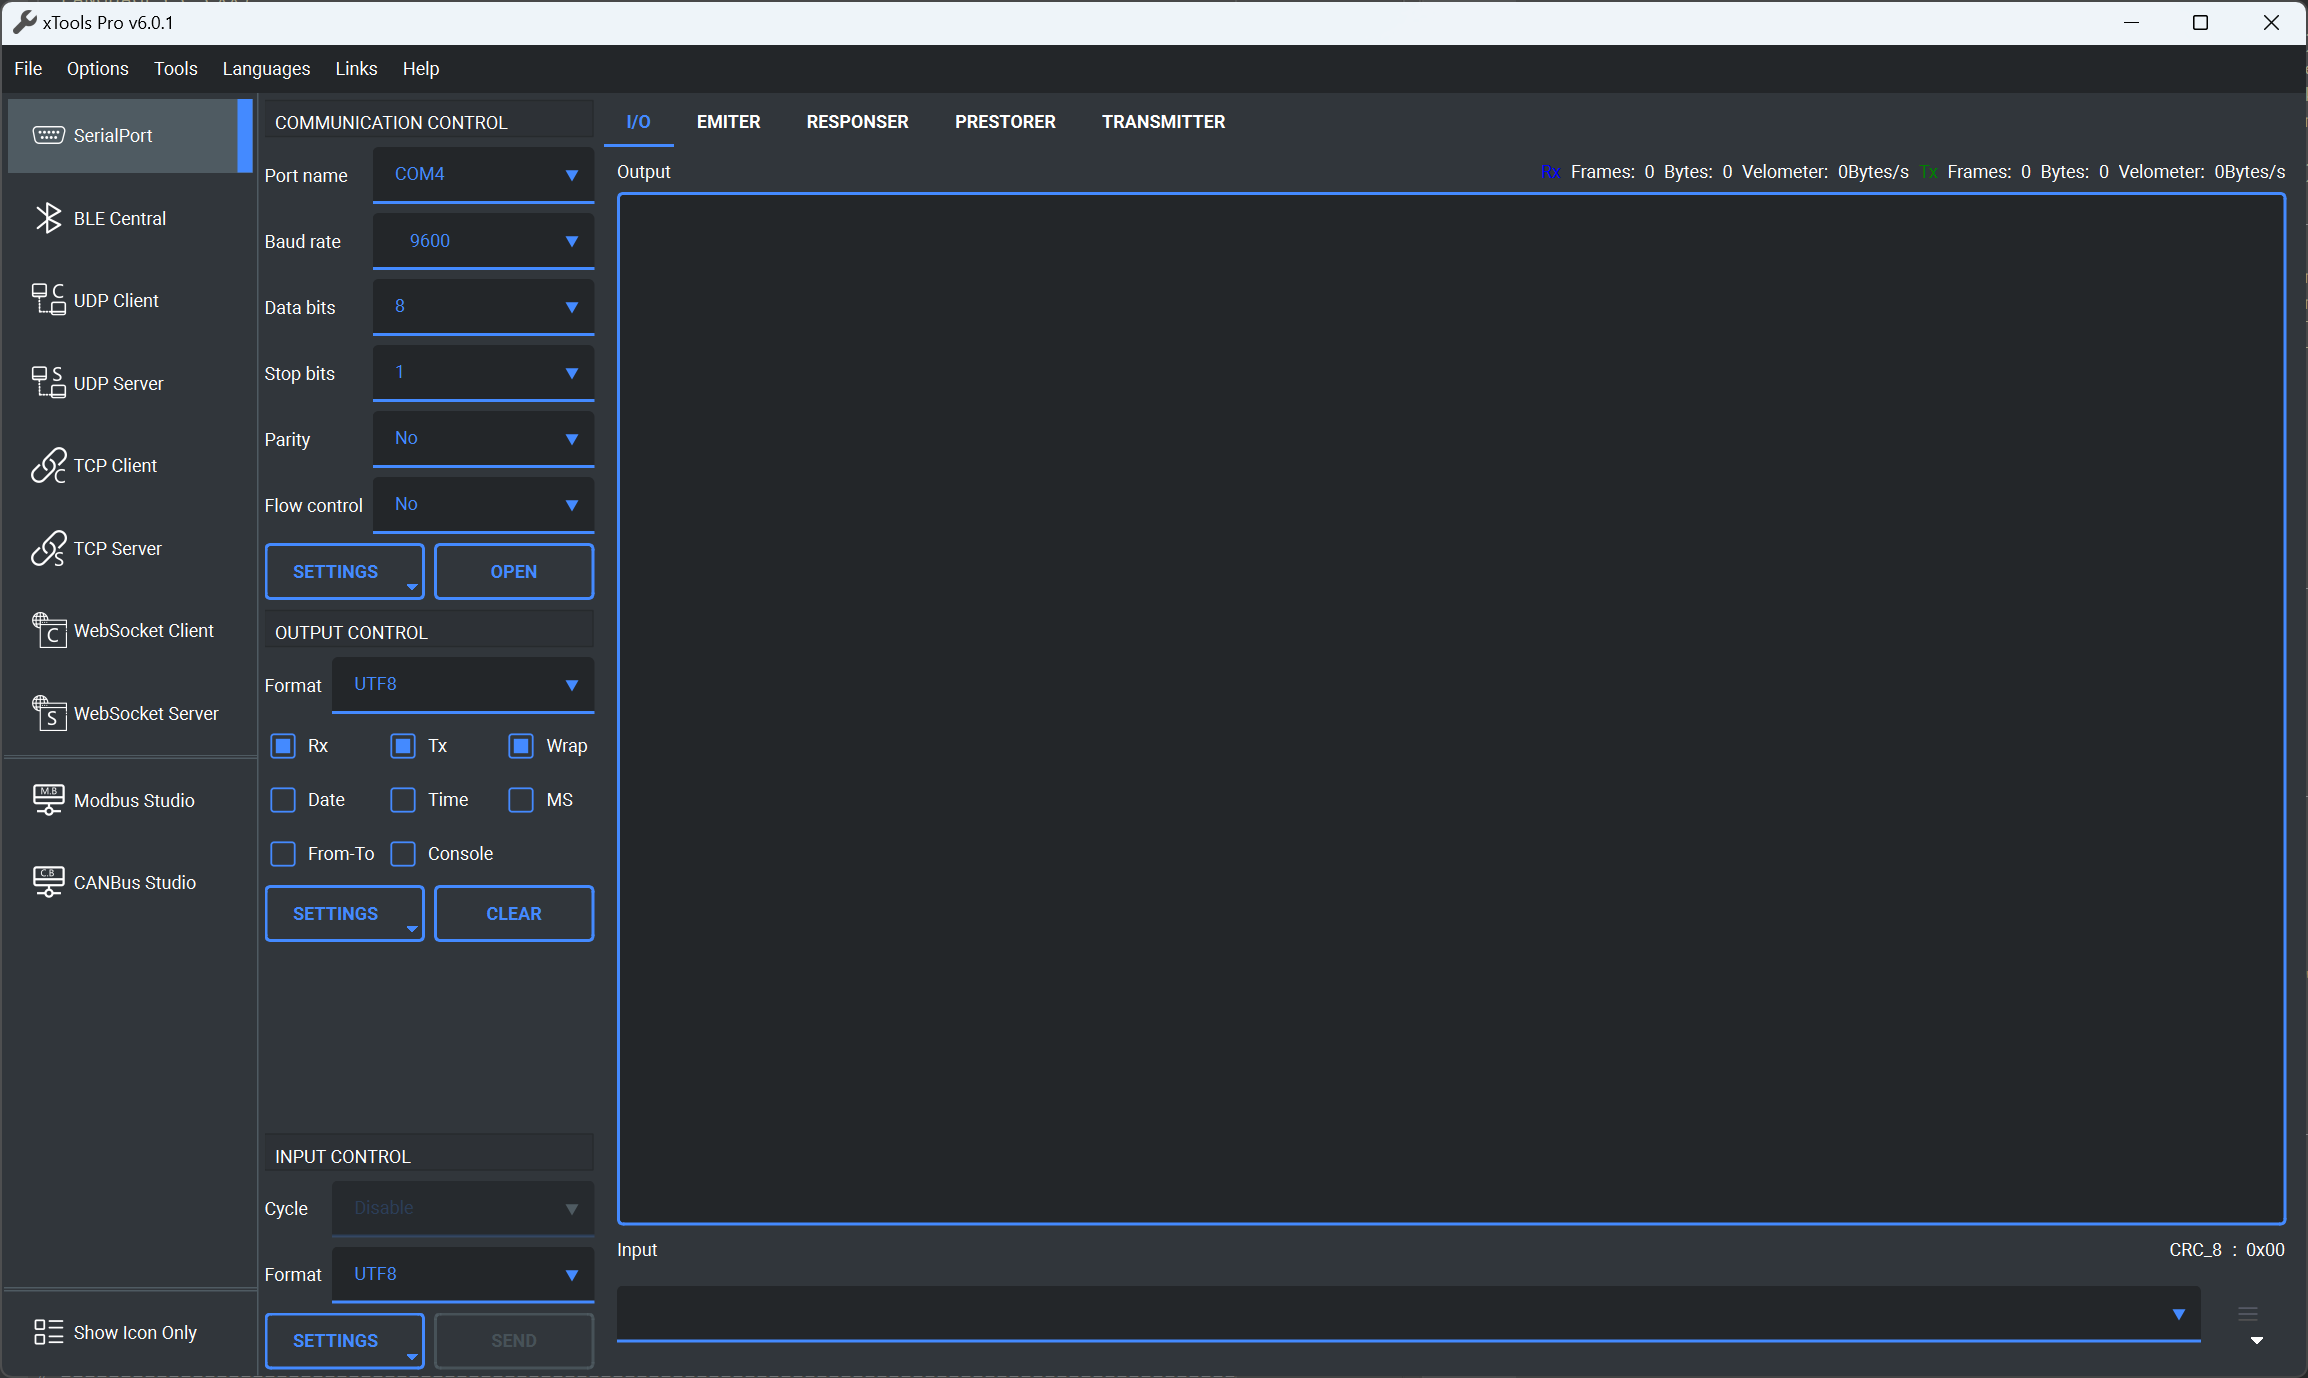 xTools Pro v6.0.1
File Options Tools Languages Links Help
SerialPort
BLE Central
UDP Client
UDP Server
TCP Client
TCP Server
WebSocket Client
WebSocket Server
Modbus Studio
CANBus Studio
Show Icon Only
COMMUNICATION CONTROL
Port name COM4
Baud rate 9600
Data bits 8
Stop bits 1
Parity No
Flow control No
SETTINGS OPEN
OUTPUT CONTROL
Format UTF8
Rx Tx Wrap
Date Time MS
From-To Console
SETTINGS CLEAR
INPUT CONTROL
Cycle Disable
Format UTF8
SETTINGS SEND
I/O EMITER RESPONSER PRESTORER TRANSMITTER
Output Rx Frames: 0 Bytes: 0 Velometer: 0Bytes/s Tx Frames: 0 Bytes: 0 Velometer: 0Bytes/s
Input CRC_8 : 0x00